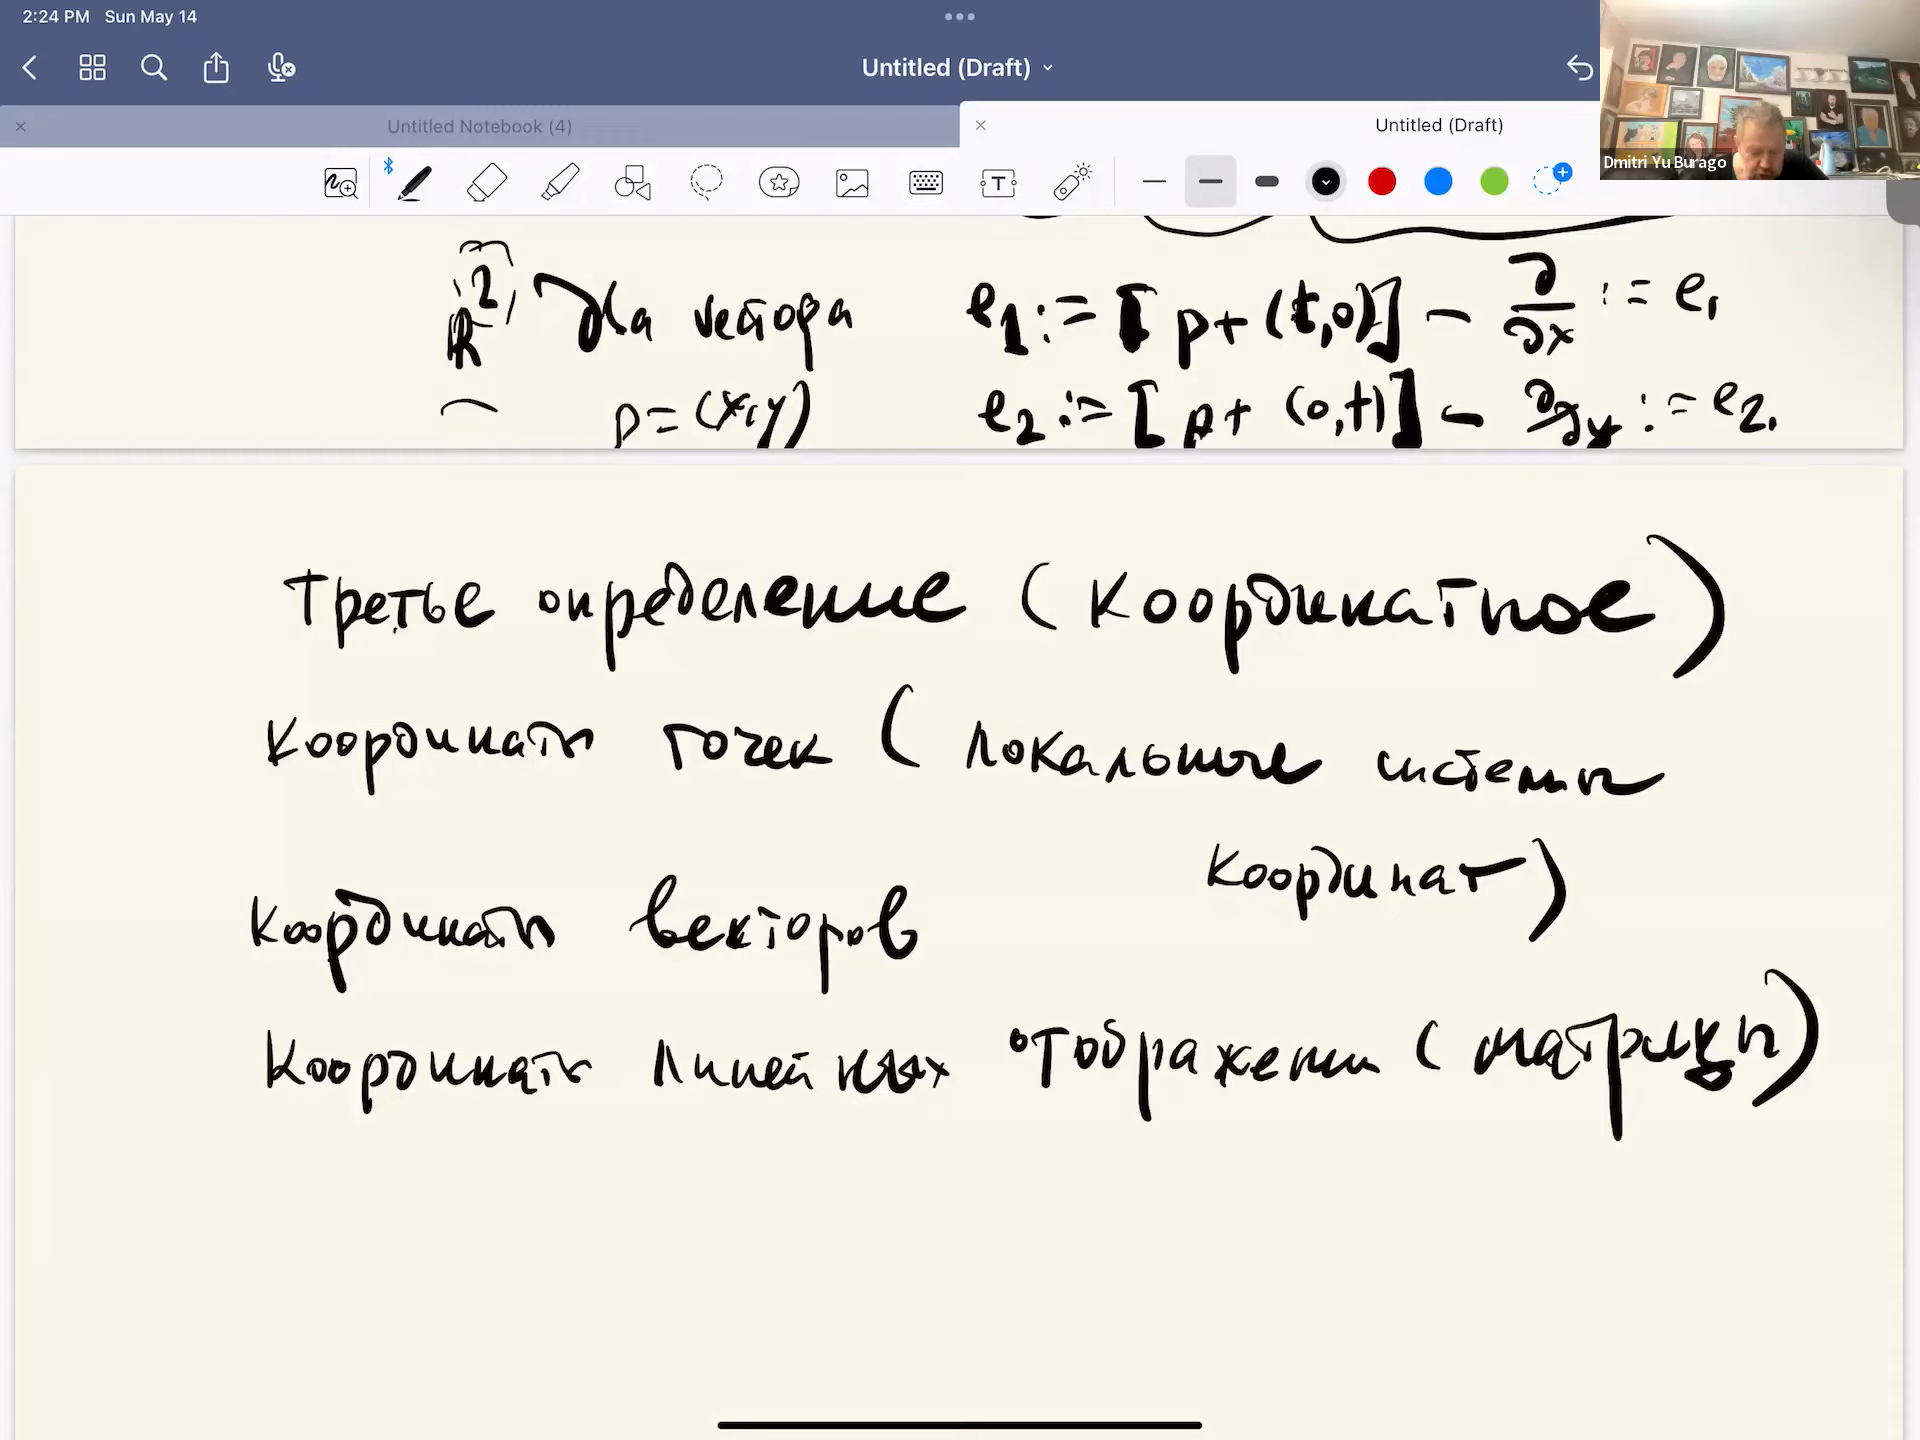 2:24 PM Sun May 14
Untitled (Draft)
Untitled Notebook (4)
Untitled (Draft)
Dmitri Yu Burago
T
ℝ² Два вектора e₁ := [p + (t,0)] – ∂/∂x := e₁
p = (x,y) e₂ := [p + (0,t)] – ∂/∂y := e₂
Третье определение (координатное)
Координаты точек (локальные системы
координат)
Координаты векторов
Координаты линейных отображений (матрицы)